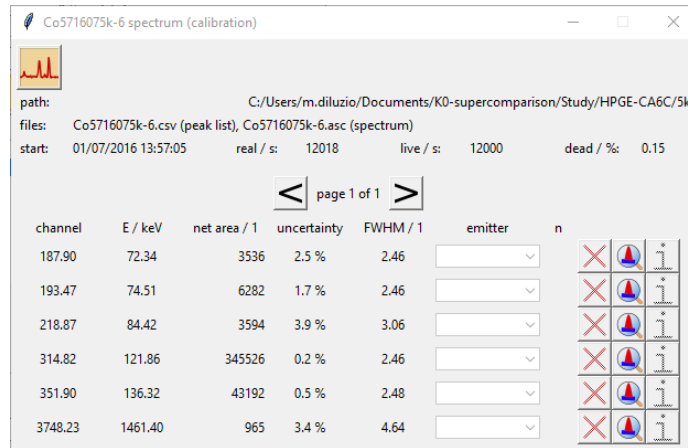 Co5716075k-6 spectrum (calibration)
path: C:/Users/m.diluzio/Documents/K0-supercomparison/Study/HPGE-CA6C/5k
files: Co5716075k-6.csv (peak list), Co5716075k-6.asc (spectrum)
start: 01/07/2016 13:57:05 real / s: 12018 live / s: 12000 dead / %: 0.15
< page 1 of 1 >
channel E / keV net area / 1 uncertainty FWHM / 1 emitter n
187.90 72.34 3536 2.5 % 2.46 i
193.47 74.51 6282 1.7 % 2.46 i
218.87 84.42 3594 3.9 % 3.06 i
314.82 121.86 345526 0.2 % 2.46 i
351.90 136.32 43192 0.5 % 2.48 i
3748.23 1461.40 965 3.4 % 4.64 i